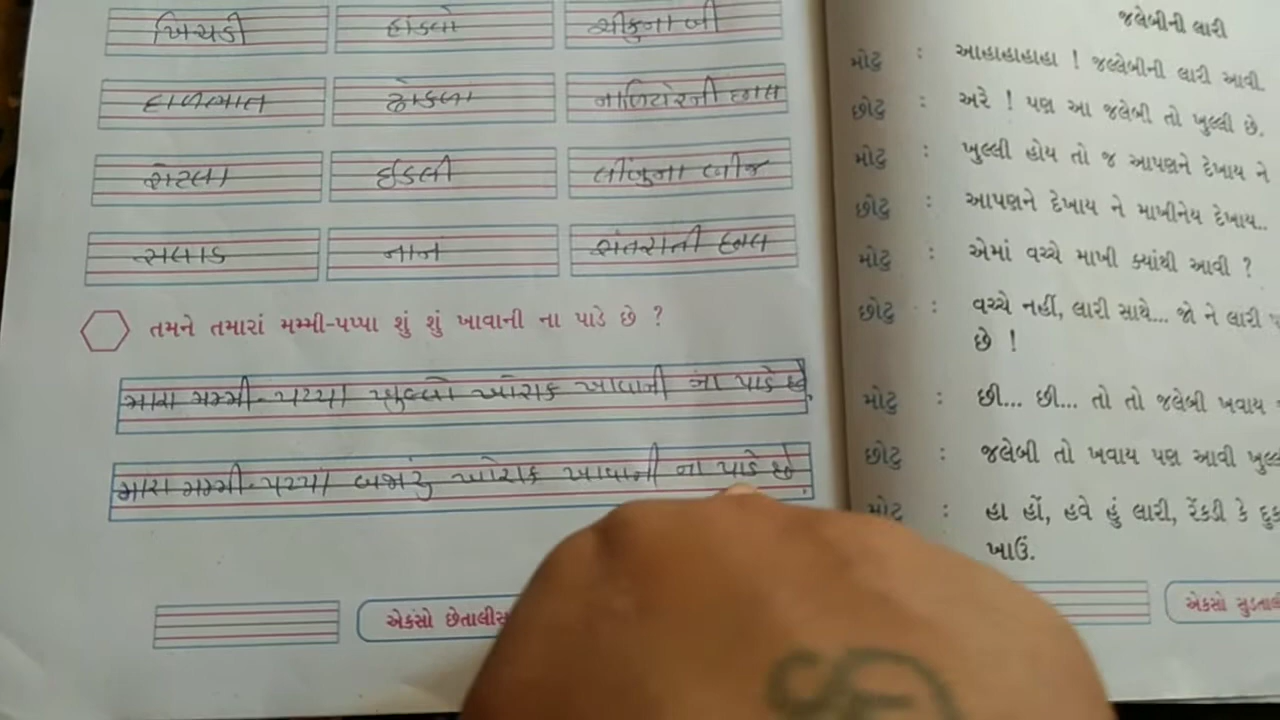 ખિચડી હાંડવો ચીકુના બી
દાળભાત ઢોકળા નાળિયેરની છાલ
રોટલા ઈડલી લીંબુના બીજ
સલાડ નાન સંતરાની છાલ
તમને તમારાં મમ્મી-પપ્પા શું શું ખાવાની ના પાડે છે ?
મારા મમ્મી-પપ્પા ખુલ્લો ખોરાક ખાવાની ના પાડે છે.
મારા મમ્મી-પપ્પા બજારું ખોરાક ખાવાની ના પાડે છે.
એકસો છેતાલીસ
જલેબીની લારી
મોટુ : આહાહાહાહા ! જલેબીની લારી આવી.
છોટુ : અરે ! પણ આ જલેબી તો ખુલ્લી છે.
મોટુ : ખુલ્લી હોય તો જ આપણને દેખાય ને
છોટુ : આપણને દેખાય ને માખીનેય દેખાય..
મોટુ : એમાં વચ્ચે માખી ક્યાંથી આવી ?
છોટુ : વચ્ચે નહીં, લારી સાથે... જો ને લારી
છે !
મોટુ : છી... છી... તો તો જલેબી ખવાય
છોટુ : જલેબી તો ખવાય પણ આવી
મોટુ : હા હોં, હવે હું લારી, રેંકડી કે
ખાઉં.
એકસો